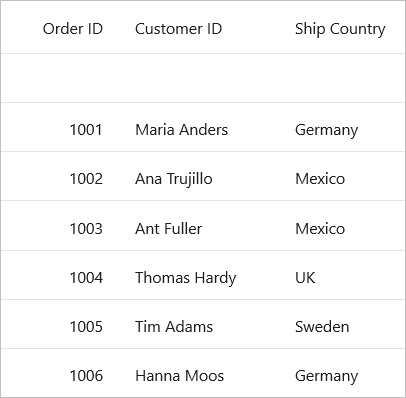 Order ID Customer ID Ship Country
1001 Maria Anders Germany
1002 Ana Trujillo Mexico
1003 Ant Fuller Mexico
1004 Thomas Hardy UK
1005 Tim Adams Sweden
1006 Hanna Moos Germany